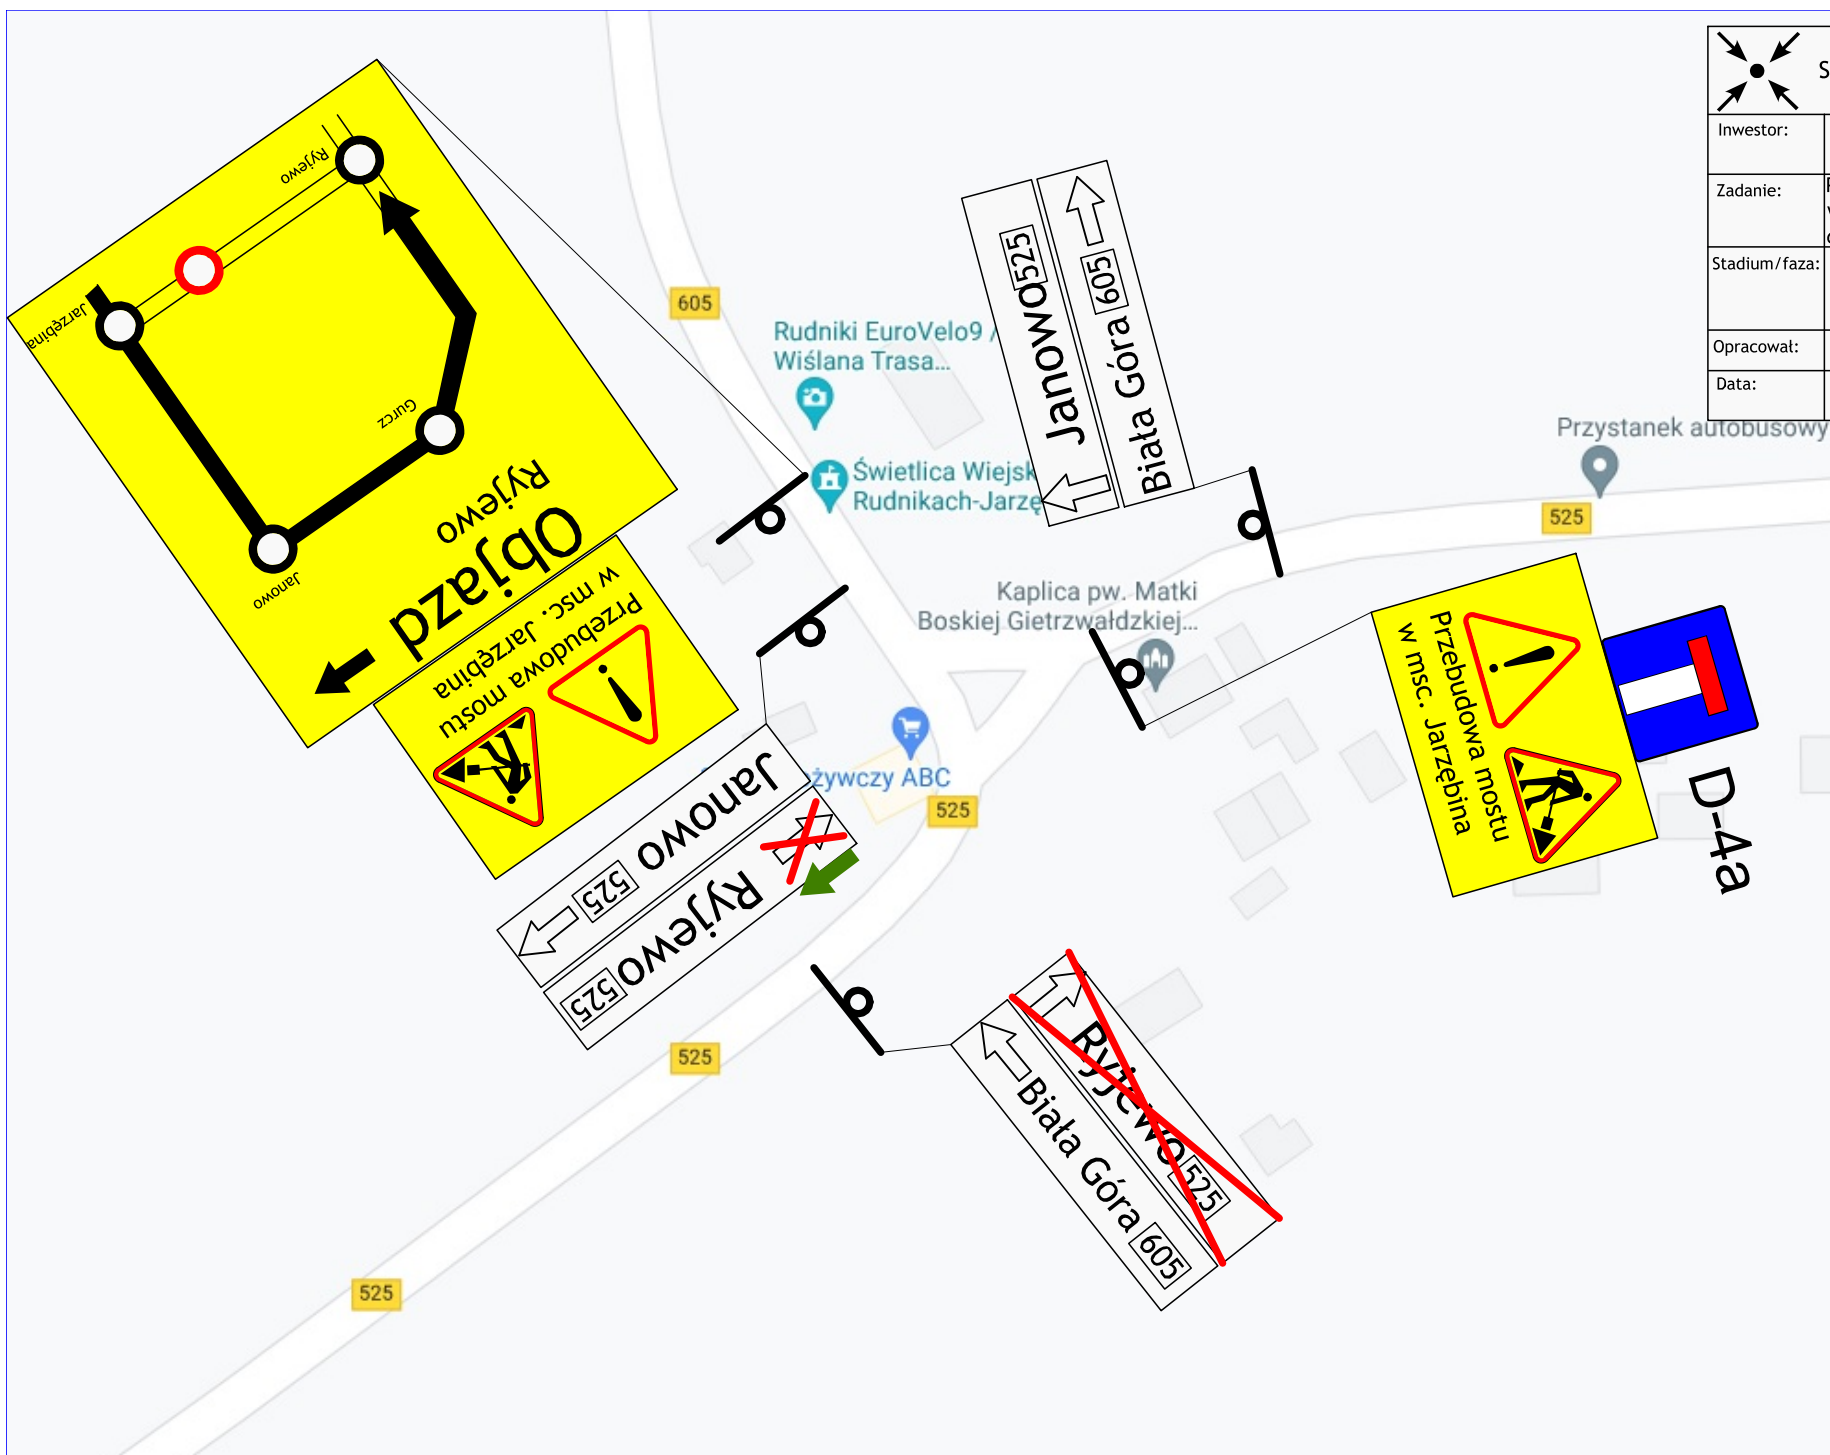 Ryjewo
Jarzębina
Gurcz
Janowo
Objazd
Ryjewo
Przebudowa mostu
w msc. Jarzębina
Janowo 525
Ryjewo 525
605
Rudniki EuroVelo9 /
Wiślana Trasa...
Świetlica Wiejsk
Rudnikach-Jarzę
Janowo 525
Biała Góra 605
Kaplica pw. Matki
Boskiej Gietrzwałdzkiej...
żywczy ABC
525
525
525
525
Przystanek autobusowy
Przebudowa mostu
w msc. Jarzębina
D-4a
Ryjewo 525
Biała Góra 605
S
Inwestor:
Zadanie:
Stadium/faza:
Opracował:
Data: